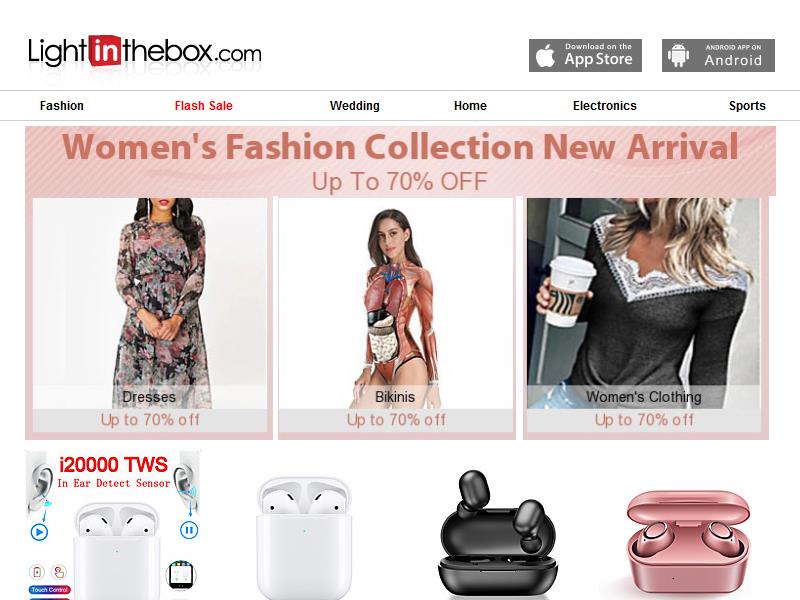 Lightinthebox.com
Download on the
App Store
ANDROID APP ON
Android
Fashion
Flash Sale
Wedding
Home
Electronics
Sports
Women's Fashion Collection New Arrival
Up To 70% OFF
Dresses
Up to 70% off
Bikinis
Up to 70% off
Women's Clothing
Up to 70% off
i20000 TWS
In Ear Detect Sensor
Touch Control